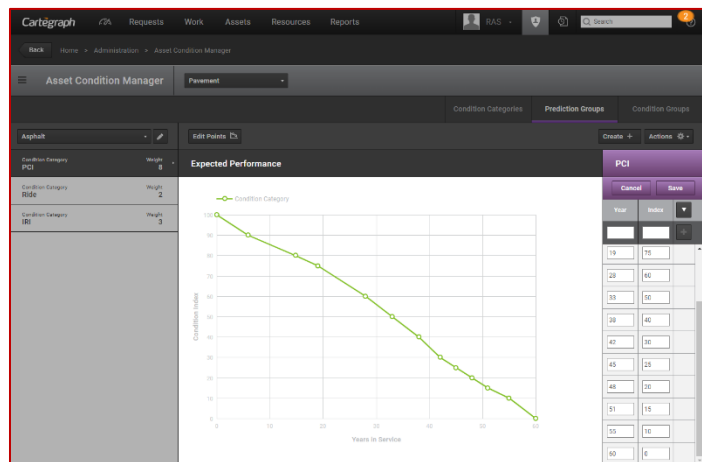 Cartēgraph Requests Work Assets Resources Reports RAS Search 2
Back Home > Administration > Asset Condition Manager
Asset Condition Manager Pavement
Condition Categories Prediction Groups Condition Groups
Asphalt Edit Points Create + Actions
Condition Category Weight
PCI 8
Condition Category Weight
Ride 2
Condition Category Weight
IRI 3
Expected Performance
Condition Category
100
90
80
70
60
50
40
30
20
10
0
Condition Index
0 10 20 30 40 50 60
Years In Service
PCI
Cancel Save
Year Index
19 75
28 60
33 50
38 40
42 30
45 25
48 20
51 15
55 10
60 0